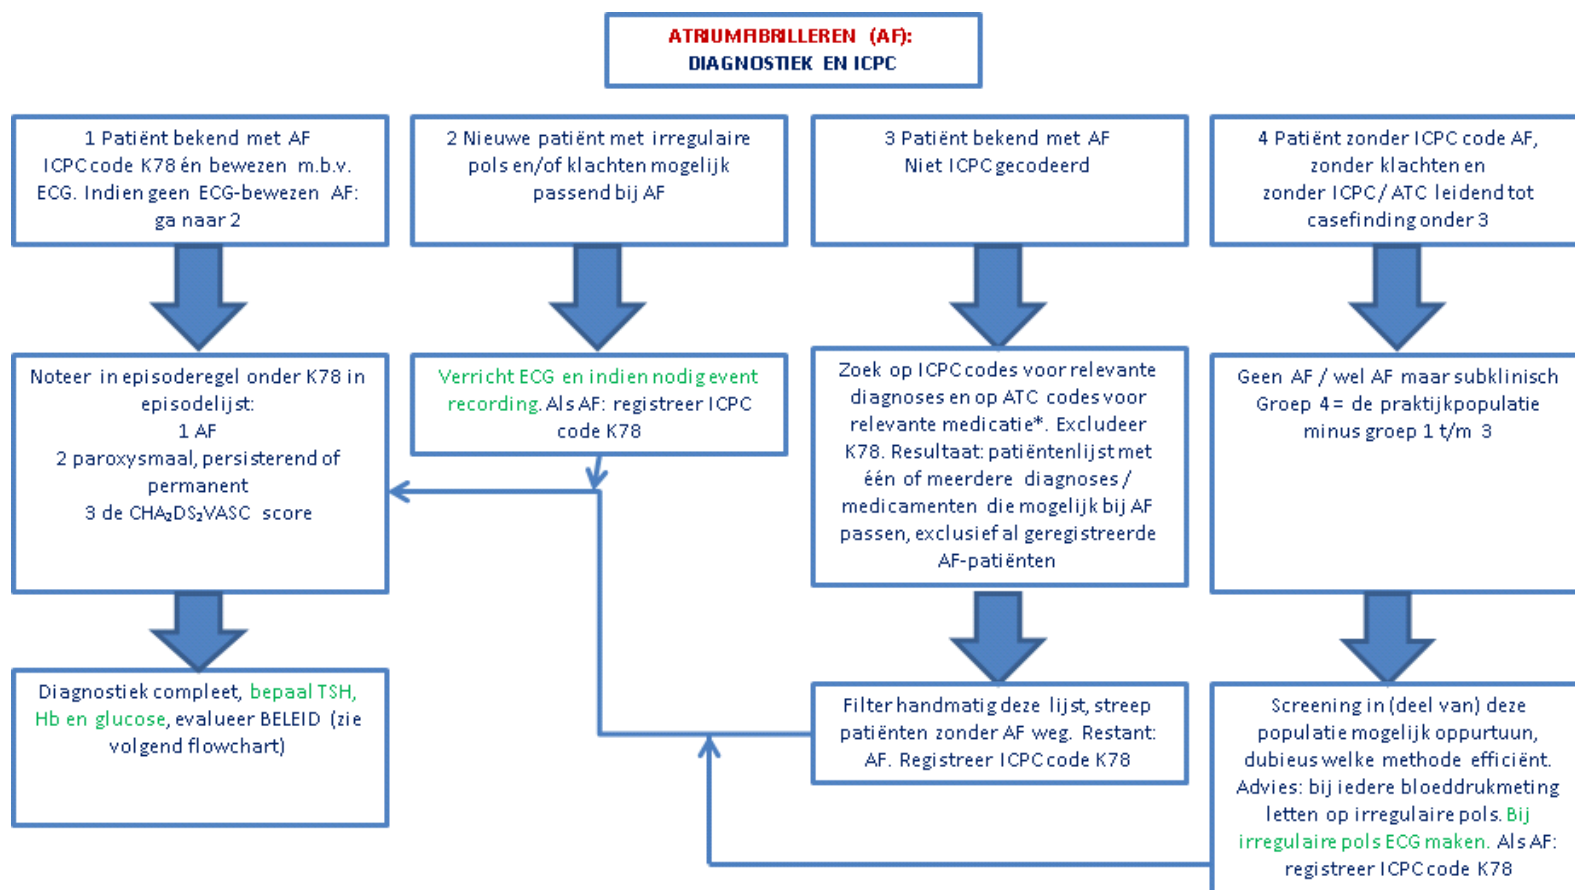 ATRIUMFIBRILLEREN (AF):
DIAGNOSTIEK EN ICPC
1 Patiënt bekend met AF
ICPC code K78 én bewezen m.b.v.
ECG. Indien geen ECG-bewezen AF:
ga naar 2
2 Nieuwe patiënt met irregulaire
pols en/of klachten mogelijk
passend bij AF
3 Patiënt bekend met AF
Niet ICPC gecodeerd
4 Patiënt zonder ICPC code AF,
zonder klachten en
zonder ICPC / ATC leidend tot
casefinding onder 3
Noteer in episoderegel onder K78 in
episodelijst:
1 AF
2 paroxysmaal, persisterend of
permanent
3 de CHA₂DS₂VASC score
Verricht ECG en indien nodig event
recording. Als AF: registreer ICPC
code K78
Zoek op ICPC codes voor relevante
diagnoses en op ATC codes voor
relevante medicatie*. Excludeer
K78. Resultaat: patiëntenlijst met
één of meerdere diagnoses /
medicamenten die mogelijk bij AF
passen, exclusief al geregistreerde
AF-patiënten
Geen AF / wel AF maar subklinisch
Groep 4 = de praktijkpopulatie
minus groep 1 t/m 3
Diagnostiek compleet, bepaal TSH,
Hb en glucose, evalueer BELEID (zie
volgend flowchart)
Filter handmatig deze lijst, streep
patiënten zonder AF weg. Restant:
AF. Registreer ICPC code K78
Screening in (deel van) deze
populatie mogelijk oppurtuun,
dubieus welke methode efficiënt.
Advies: bij iedere bloeddrukmeting
letten op irregulaire pols. Bij
irregulaire pols ECG maken. Als AF:
registreer ICPC code K78